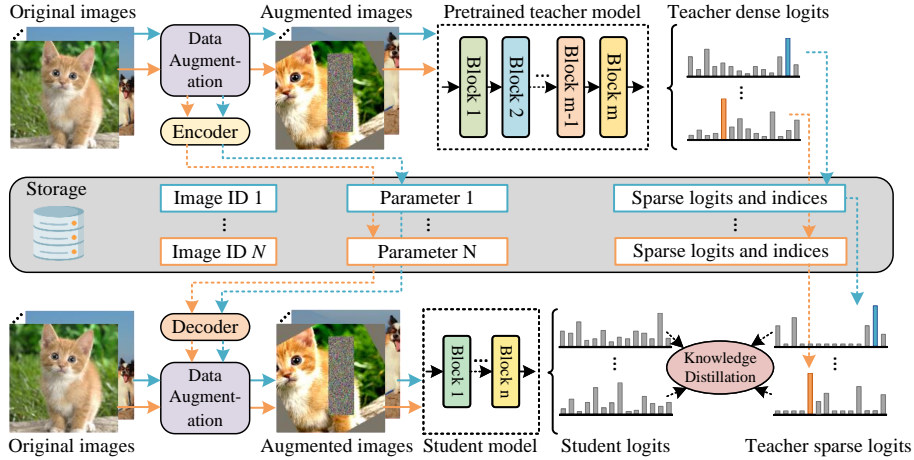 Original images
Augmented images
Pretrained teacher model
Teacher dense logits
Data
Augment-
ation
Block 1
Block 2
Block m-1
Block m
Encoder
Storage
Image ID 1
Parameter 1
Sparse logits and indices
Image ID N
Parameter N
Sparse logits and indices
Decoder
Data
Augment-
ation
Block 1
Block n
Knowledge
Distillation
Original images
Augmented images
Student model
Student logits
Teacher sparse logits